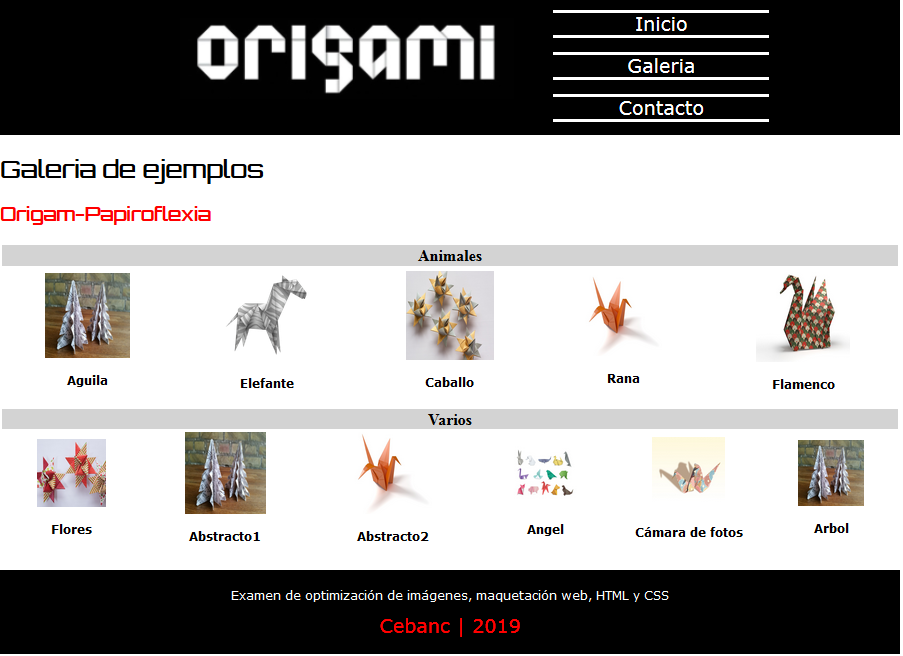 origami
Inicio
Galeria
Contacto
Galeria de ejemplos
Origam-Papiroflexia
Animales
Aguila
Elefante
Caballo
Rana
Flamenco
Varios
Flores
Abstracto1
Abstracto2
Angel
Cámara de fotos
Arbol
Examen de optimización de imágenes, maquetación web, HTML y CSS
Cebanc | 2019